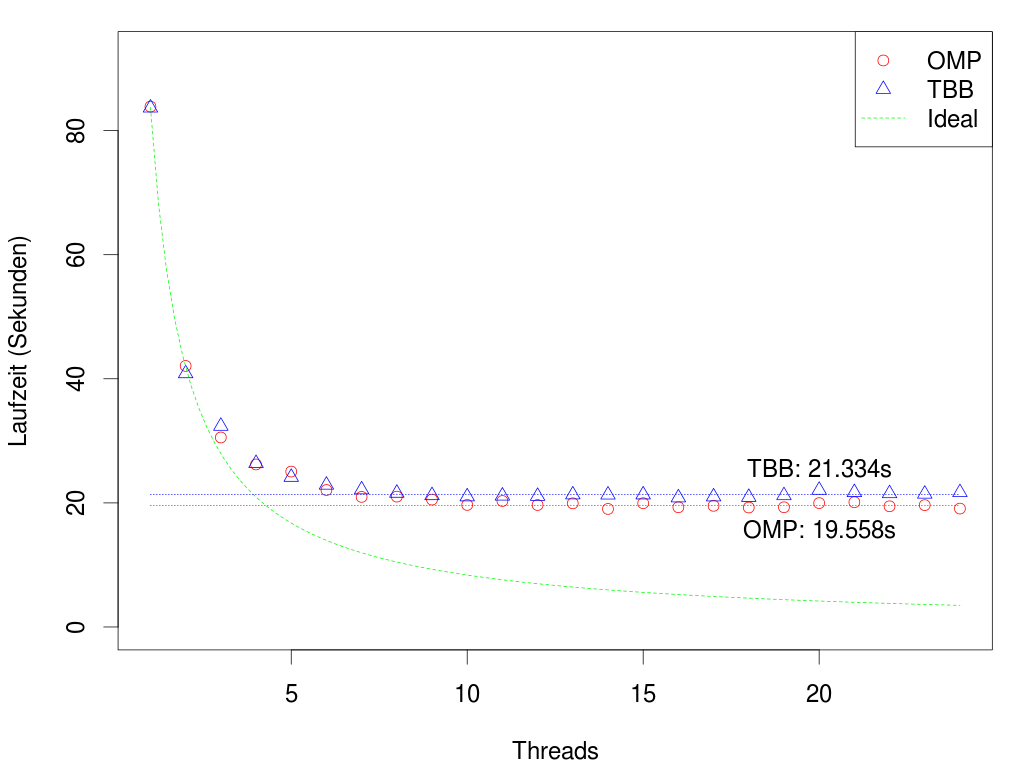 OMP
TBB
Ideal
80
60
40
20
0
Laufzeit (Sekunden)
TBB: 21.334s
OMP: 19.558s
5 10 15 20
Threads